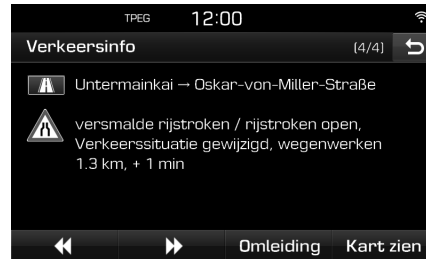 TPEG 12:00
Verkeersinfo (4/4)
Untermainkai → Oskar-von-Miller-Straße
versmalde rijstroken / rijstroken open,
Verkeerssituatie gewijzigd, wegenwerken
1.3 km, + 1 min
Omleiding Kart zien